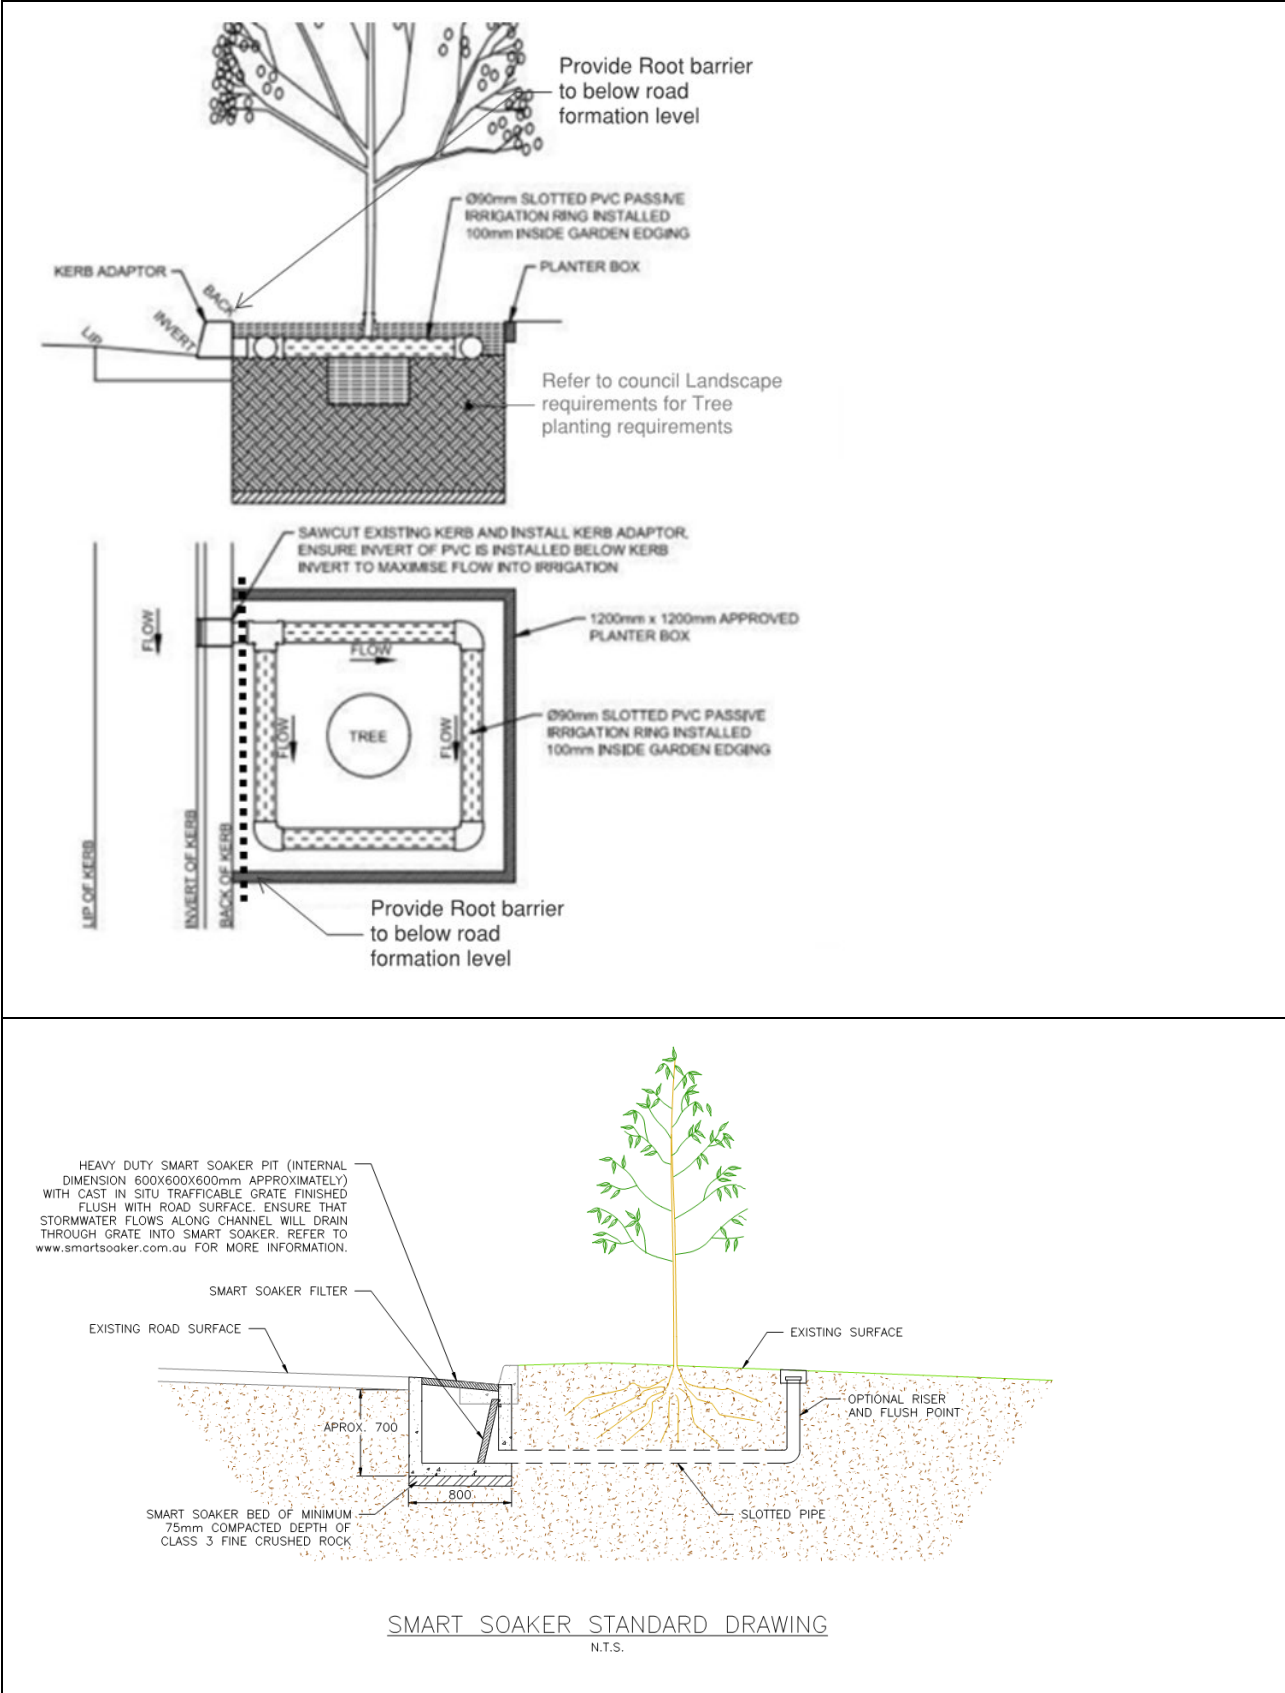 Provide Root barrier
to below road
formation level
Ø90mm SLOTTED PVC PASSIVE
IRRIGATION RING INSTALLED
100mm INSIDE GARDEN EDGING
KERB ADAPTOR
PLANTER BOX
BACK
INVERT
LIP
Refer to council Landscape
requirements for Tree
planting requirements
SAWCUT EXISTING KERB AND INSTALL KERB ADAPTOR,
ENSURE INVERT OF PVC IS INSTALLED BELOW KERB
INVERT TO MAXIMISE FLOW INTO IRRIGATION
FLOW
FLOW
1200mm x 1200mm APPROVED
PLANTER BOX
FLOW
TREE
FLOW
Ø90mm SLOTTED PVC PASSIVE
IRRIGATION RING INSTALLED
100mm INSIDE GARDEN EDGING
LIP OF KERB
INVERT OF KERB
BACK OF KERB
Provide Root barrier
to below road
formation level
HEAVY DUTY SMART SOAKER PIT (INTERNAL
DIMENSION 600X600X600mm APPROXIMATELY)
WITH CAST IN SITU TRAFFICABLE GRATE FINISHED
FLUSH WITH ROAD SURFACE. ENSURE THAT
STORMWATER FLOWS ALONG CHANNEL WILL DRAIN
THROUGH GRATE INTO SMART SOAKER. REFER TO
www.smartsoaker.com.au FOR MORE INFORMATION.
SMART SOAKER FILTER
EXISTING ROAD SURFACE
EXISTING SURFACE
OPTIONAL RISER
AND FLUSH POINT
APROX. 700
800
SMART SOAKER BED OF MINIMUM
75mm COMPACTED DEPTH OF
CLASS 3 FINE CRUSHED ROCK
SLOTTED PIPE
SMART SOAKER STANDARD DRAWING
N.T.S.